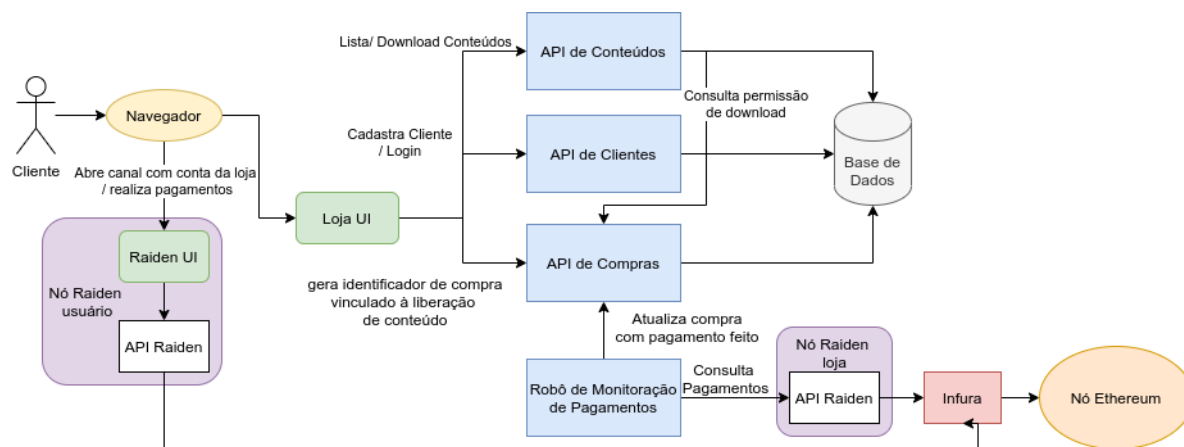 Lista/ Download Conteúdos
API de Conteúdos
Navegador
Consulta permissão
de download
Cadastra Cliente
/ Login
API de Clientes
Base de
Dados
Cliente
Abre canal com conta da loja
/ realiza pagamentos
Loja UI
Raiden UI
API de Compras
Nó Raiden
usuário
gera identificador de compra
vinculado à liberação
de conteúdo
API Raiden
Atualiza compra
com pagamento feito
Nó Raiden
loja
Robô de Monitoração
de Pagamentos
Consulta
Pagamentos
API Raiden
Infura
Nó Ethereum